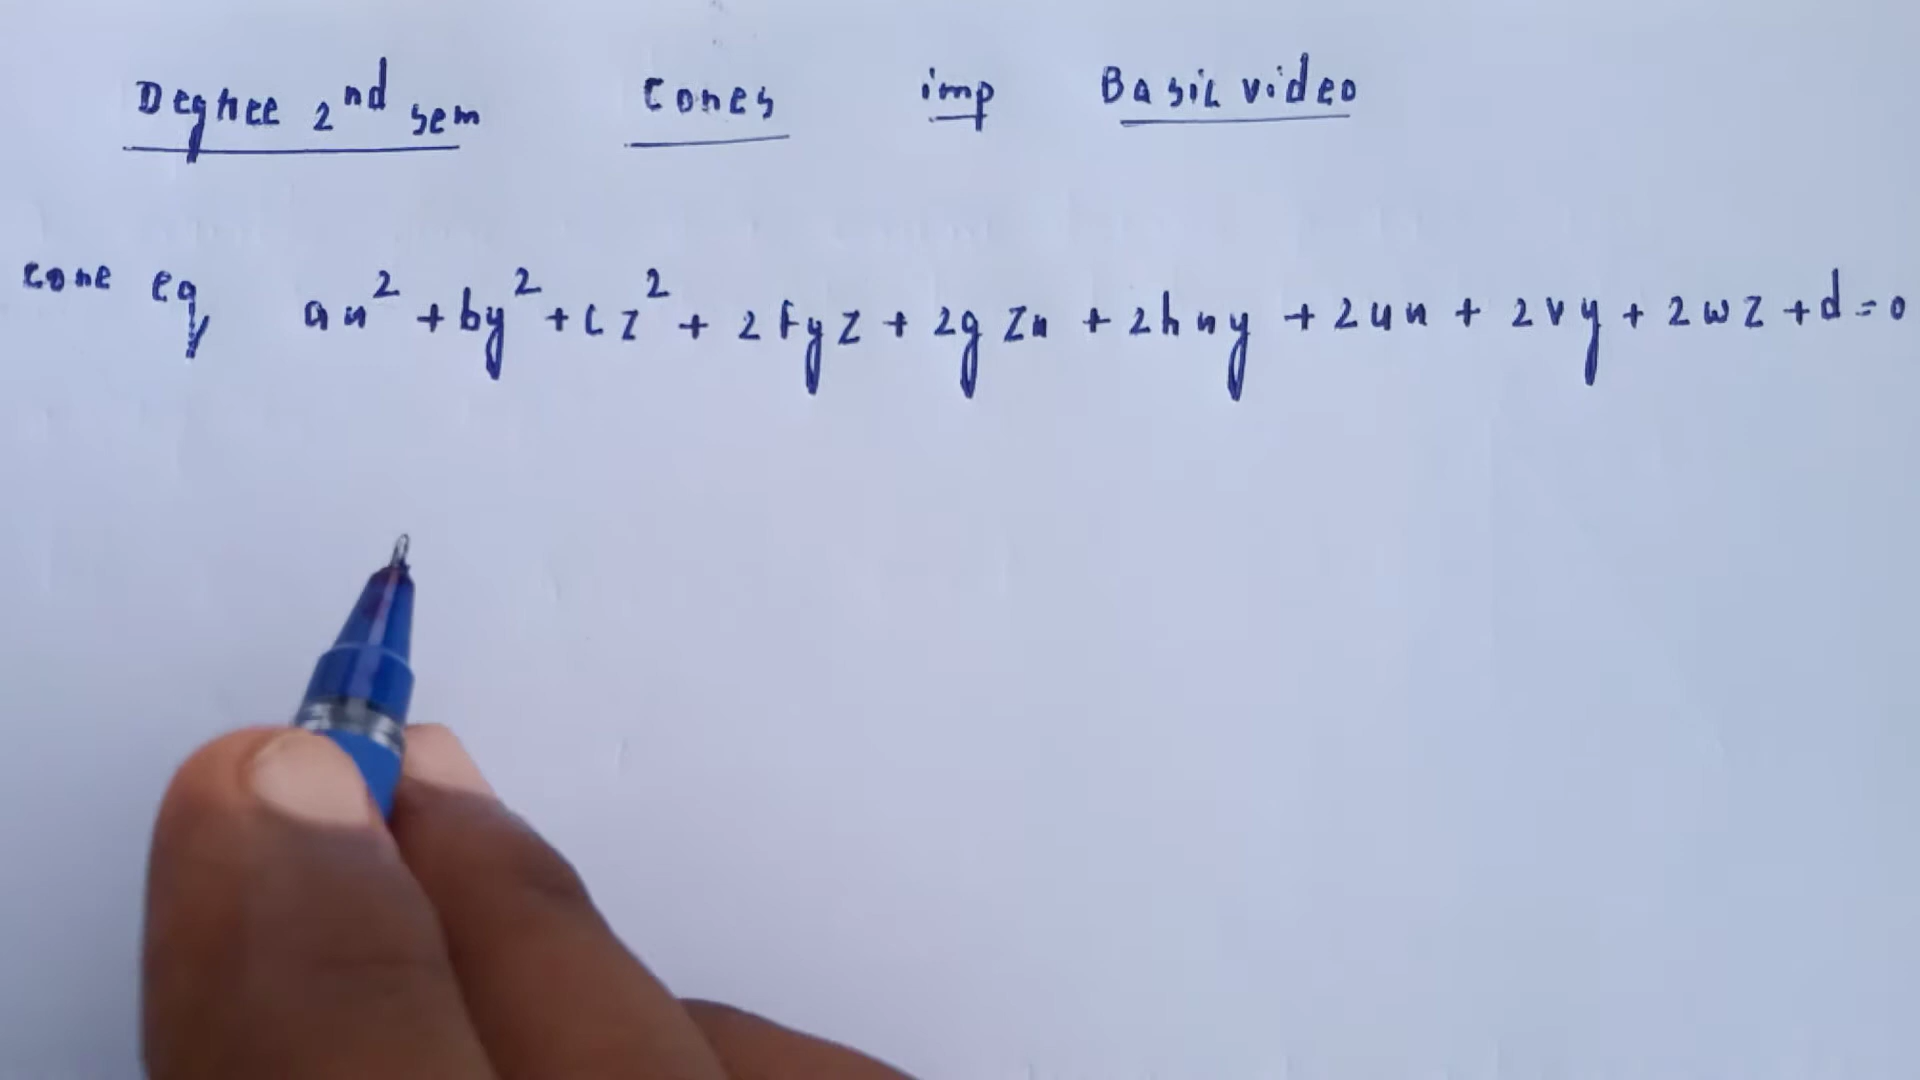 Degree 2nd sem Cones imp Basic video
cone eq ax² + by² + cz² + 2fyz + 2gzx + 2hxy + 2ux + 2vy + 2wz + d = 0